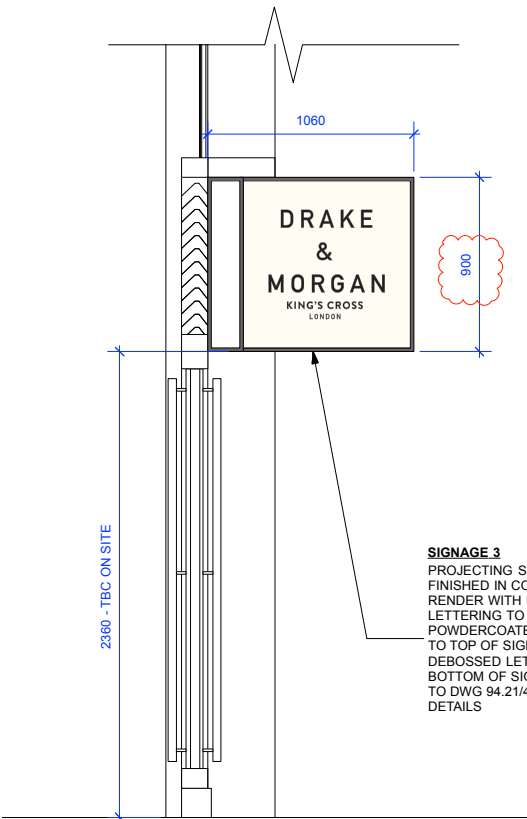 1060
DRAKE
&
MORGAN
KING'S CROSS
LONDON
900
2360 - TBC ON SITE
SIGNAGE 3
PROJECTING S
FINISHED IN CO
RENDER WITH
LETTERING TO
POWDERCOATE
TO TOP OF SIG
DEBOSSED LET
BOTTOM OF SIG
TO DWG 94.21/4
DETAILS